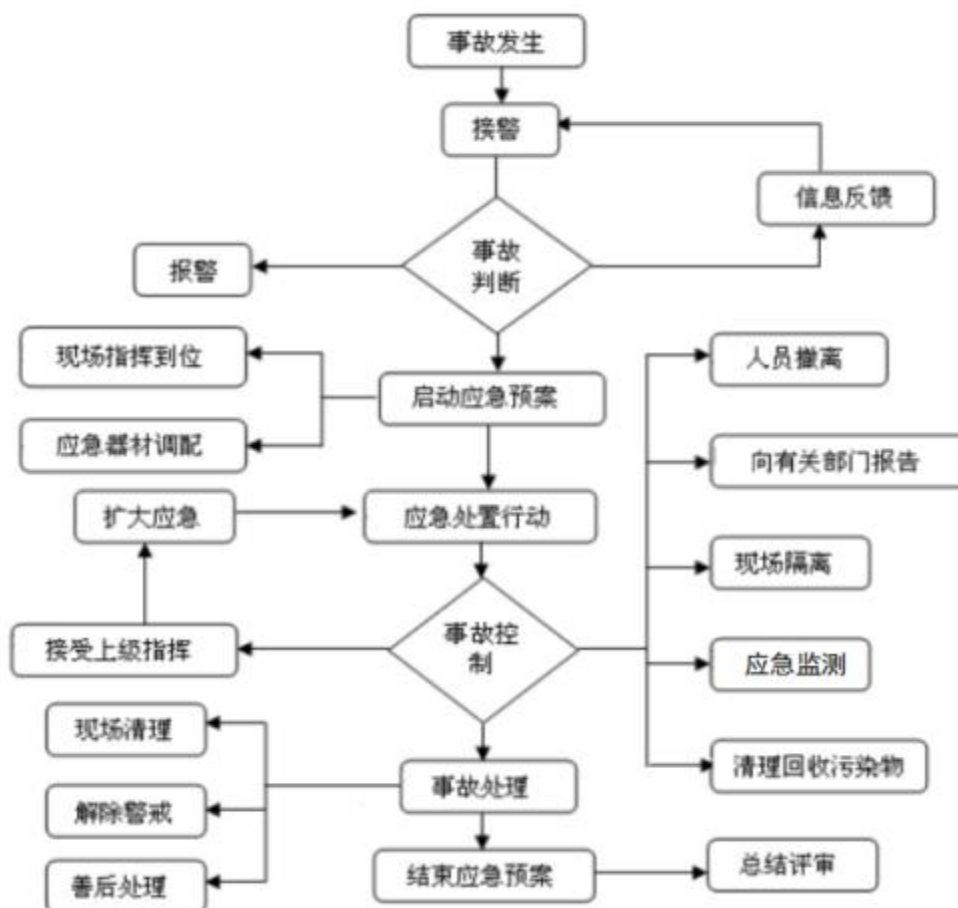 事故发生
接警
信息反馈
事故
判断
报警
现场指挥到位
人员撤离
启动应急预案
应急器材调配
向有关部门报告
扩大应急
应急处置行动
现场隔离
接受上级指挥
事故控
制
应急监测
现场清理
清理回收污染物
事故处理
解除警戒
结束应急预案
总结评审
善后处理